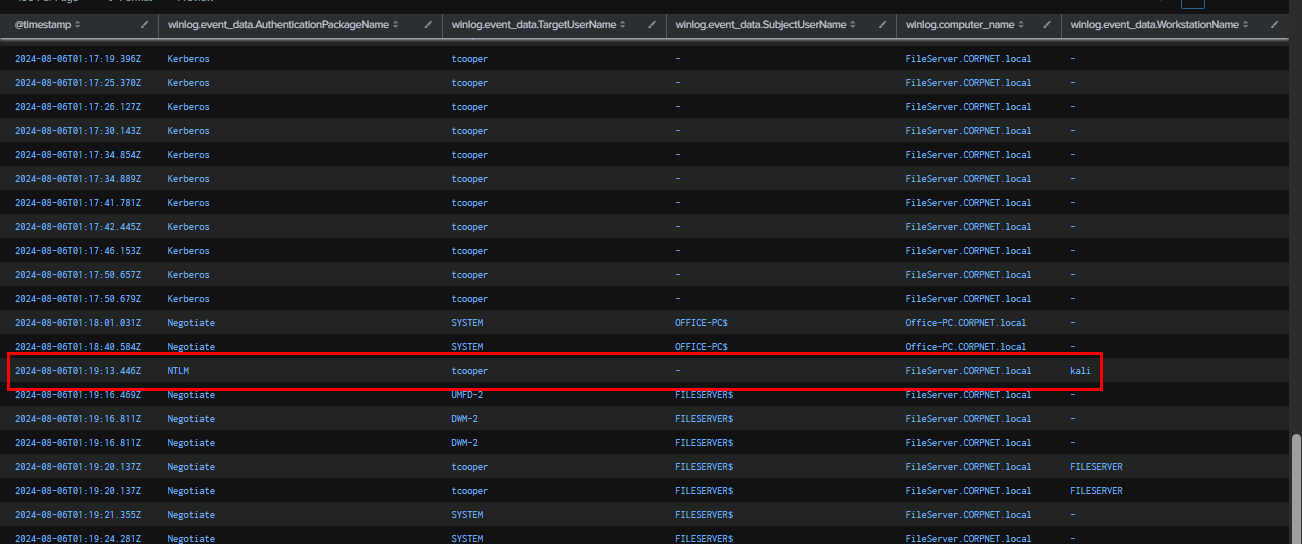 @timestamp winlog.event_data.AuthenticationPackageName winlog.event_data.TargetUserName winlog.event_data.SubjectUserName winlog.computer_name winlog.event_data.WorkstationName
2024-08-06T01:17:19.396Z Kerberos tcooper - FileServer.CORPNET.local -
2024-08-06T01:17:25.370Z Kerberos tcooper - FileServer.CORPNET.local -
2024-08-06T01:17:26.127Z Kerberos tcooper - FileServer.CORPNET.local -
2024-08-06T01:17:30.143Z Kerberos tcooper - FileServer.CORPNET.local -
2024-08-06T01:17:34.854Z Kerberos tcooper - FileServer.CORPNET.local -
2024-08-06T01:17:34.889Z Kerberos tcooper - FileServer.CORPNET.local -
2024-08-06T01:17:41.781Z Kerberos tcooper - FileServer.CORPNET.local -
2024-08-06T01:17:42.445Z Kerberos tcooper - FileServer.CORPNET.local -
2024-08-06T01:17:46.153Z Kerberos tcooper - FileServer.CORPNET.local -
2024-08-06T01:17:50.657Z Kerberos tcooper - FileServer.CORPNET.local -
2024-08-06T01:17:50.679Z Kerberos tcooper - FileServer.CORPNET.local -
2024-08-06T01:18:01.031Z Negotiate SYSTEM OFFICE-PC$ Office-PC.CORPNET.local -
2024-08-06T01:18:40.584Z Negotiate SYSTEM OFFICE-PC$ Office-PC.CORPNET.local -
2024-08-06T01:19:13.446Z NTLM tcooper - FileServer.CORPNET.local kali
2024-08-06T01:19:16.469Z Negotiate UMFD-2 FILESERVER$ FileServer.CORPNET.local -
2024-08-06T01:19:16.811Z Negotiate DWM-2 FILESERVER$ FileServer.CORPNET.local -
2024-08-06T01:19:16.811Z Negotiate DWM-2 FILESERVER$ FileServer.CORPNET.local -
2024-08-06T01:19:20.137Z Negotiate tcooper FILESERVER$ FileServer.CORPNET.local FILESERVER
2024-08-06T01:19:20.137Z Negotiate tcooper FILESERVER$ FileServer.CORPNET.local FILESERVER
2024-08-06T01:19:21.355Z Negotiate SYSTEM FILESERVER$ FileServer.CORPNET.local -
2024-08-06T01:19:24.281Z Negotiate SYSTEM FILESERVER$ FileServer.CORPNET.local -